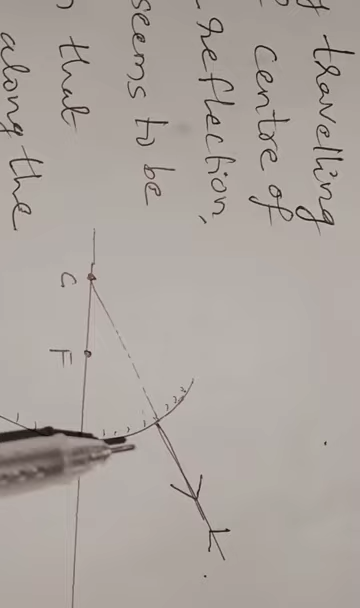 travelling
centre of
reflection,
seems to be
that
along the
C
F